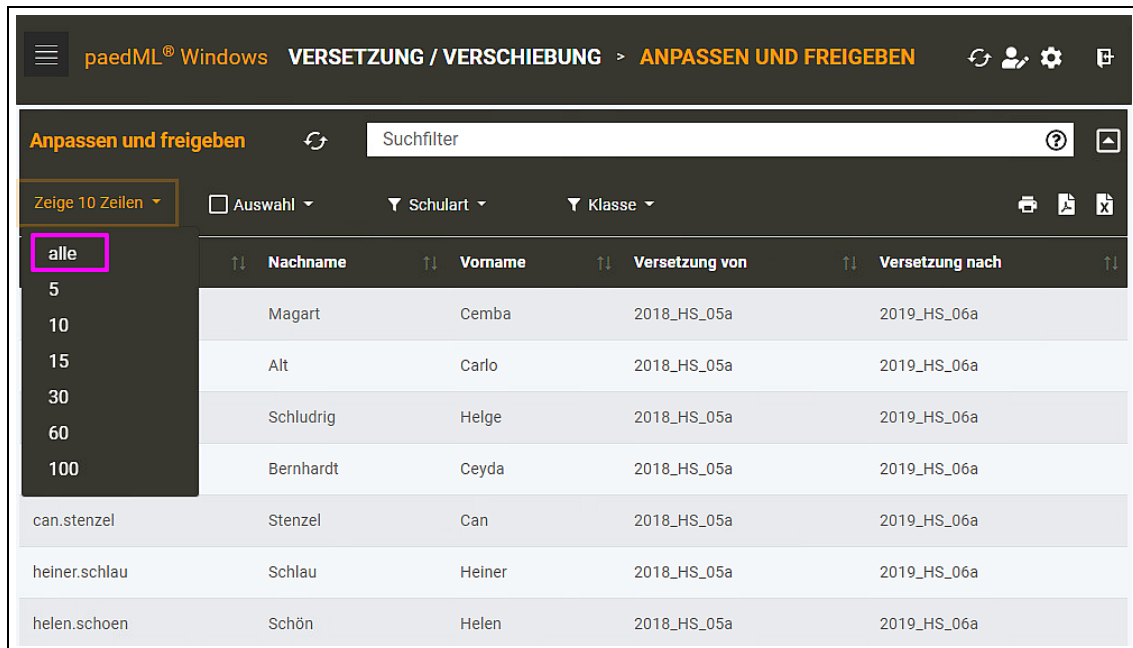 paedML® Windows VERSETZUNG / VERSCHIEBUNG > ANPASSEN UND FREIGEBEN
Anpassen und freigeben Suchfilter
Zeige 10 Zeilen Auswahl Schulart Klasse
alle
5
10
15
30
60
100
Nachname Vorname Versetzung von Versetzung nach
Magart Cemba 2018_HS_05a 2019_HS_06a
Alt Carlo 2018_HS_05a 2019_HS_06a
Schludrig Helge 2018_HS_05a 2019_HS_06a
Bernhardt Ceyda 2018_HS_05a 2019_HS_06a
can.stenzel Stenzel Can 2018_HS_05a 2019_HS_06a
heiner.schlau Schlau Heiner 2018_HS_05a 2019_HS_06a
helen.schoen Schön Helen 2018_HS_05a 2019_HS_06a